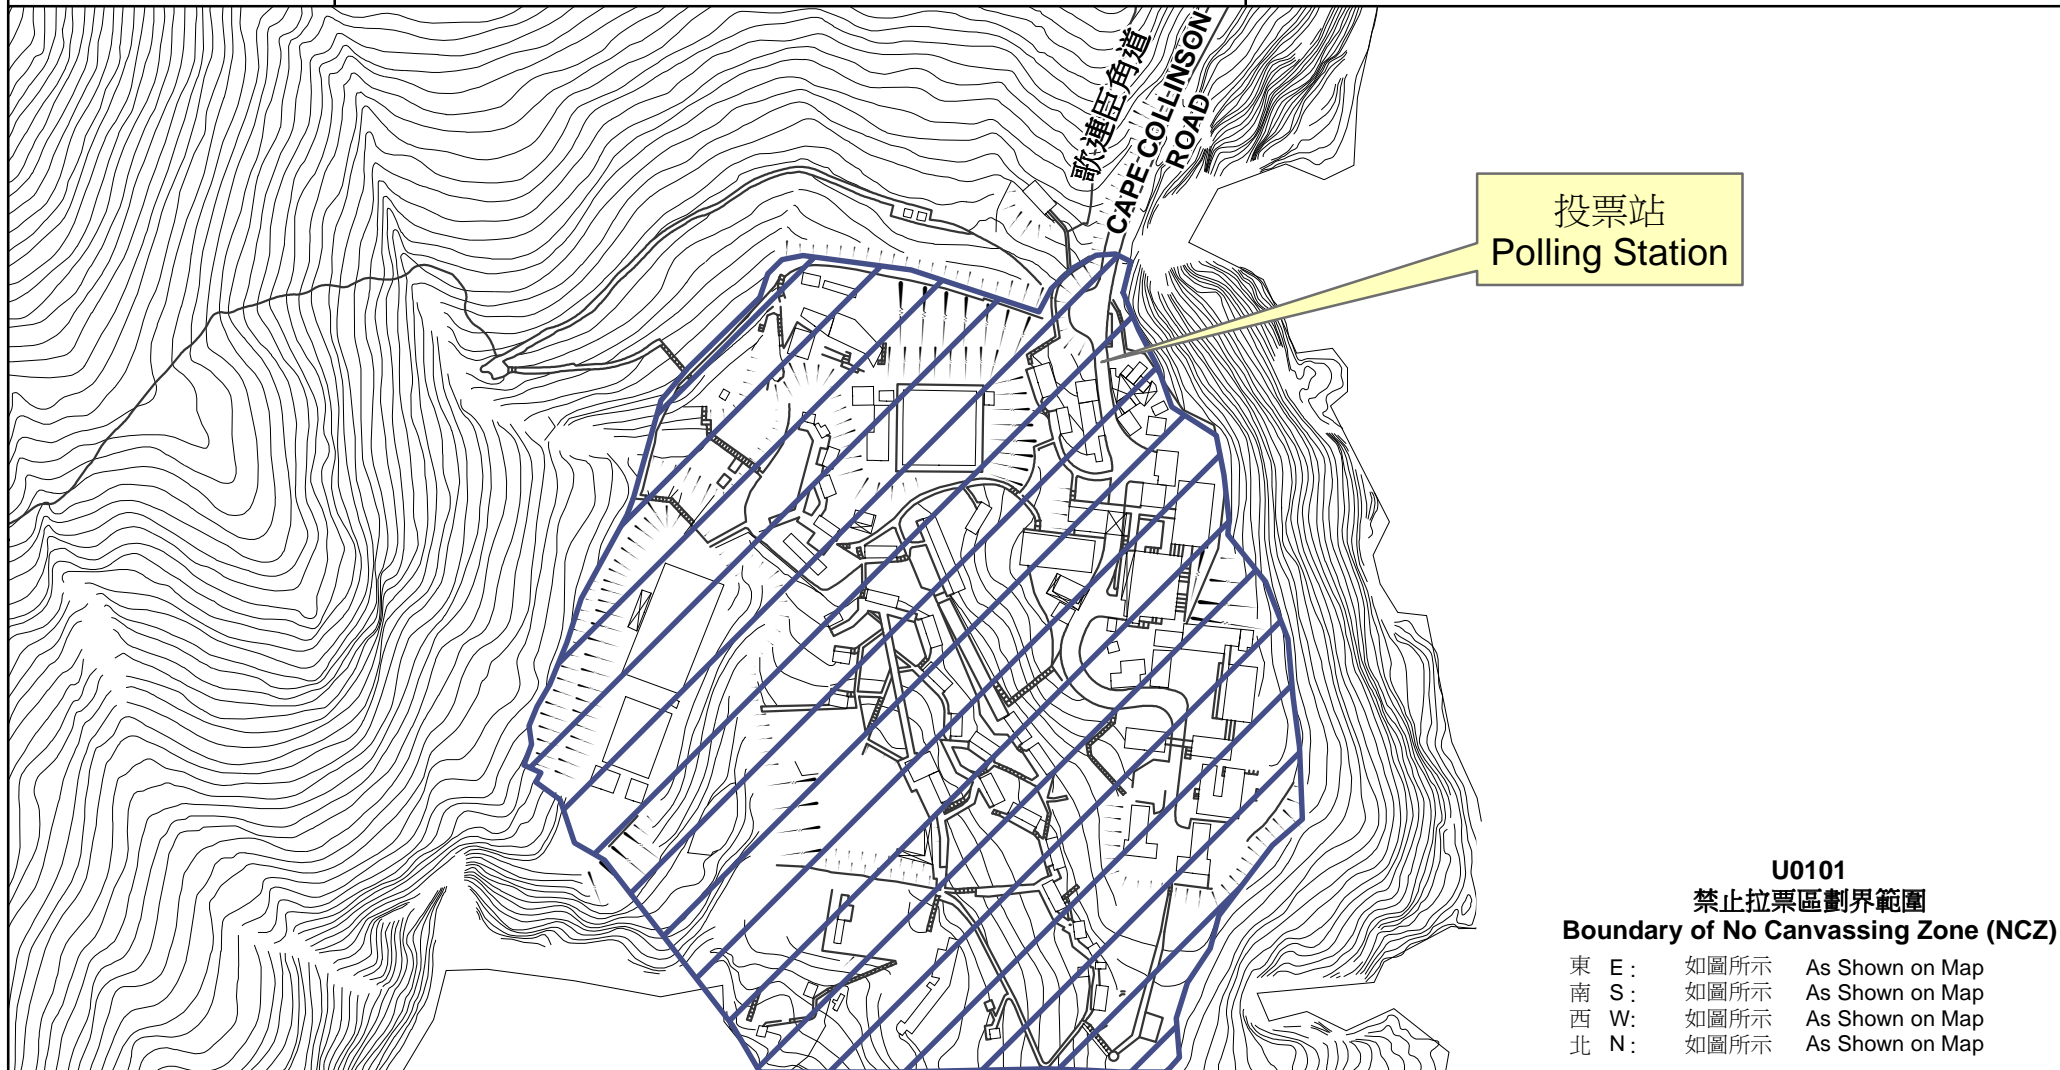 歌連臣角道
CAPE COLLINSON
ROAD
投票站
Polling Station
U0101
禁止拉票區劃界範圍
Boundary of No Canvassing Zone (NCZ)
東 E : 如圖所示 As Shown on Map
南 S : 如圖所示 As Shown on Map
西 W: 如圖所示 As Shown on Map
北 N : 如圖所示 As Shown on Map